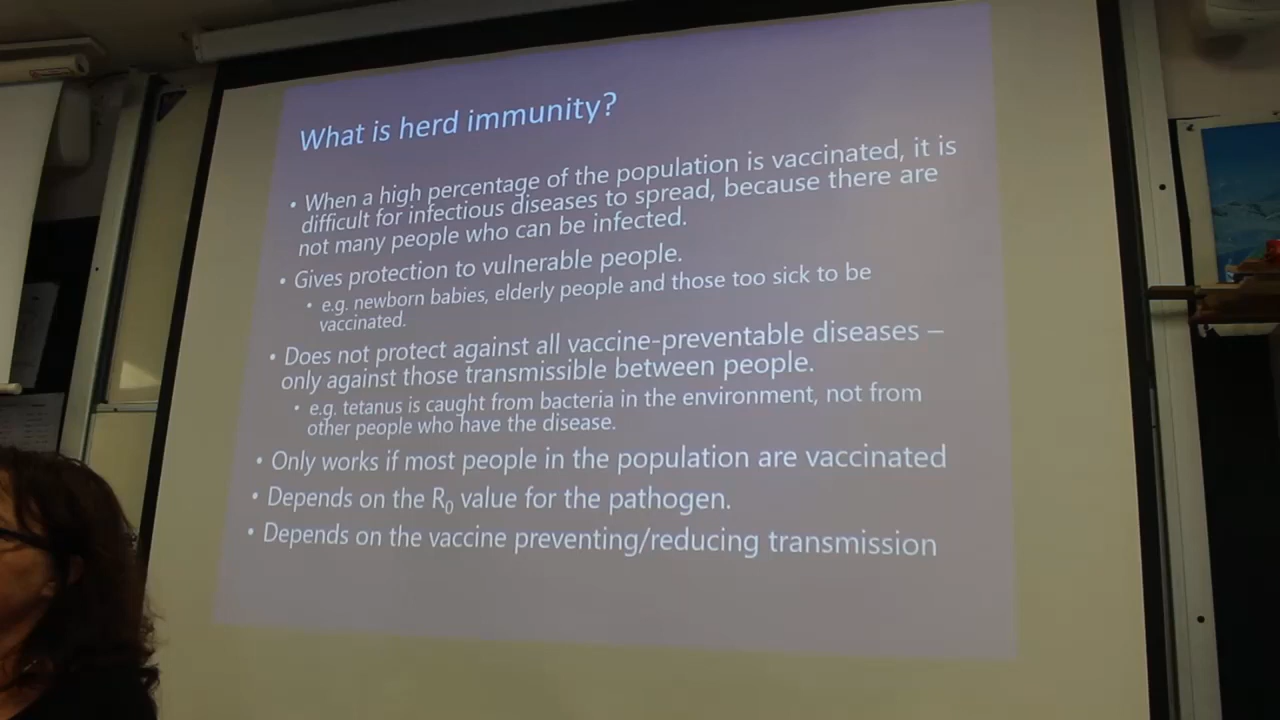 What is herd immunity?
• When a high percentage of the population is vaccinated, it is
difficult for infectious diseases to spread, because there are
not many people who can be infected.
• Gives protection to vulnerable people.
• e.g. newborn babies, elderly people and those too sick to be
vaccinated.
• Does not protect against all vaccine-preventable diseases –
only against those transmissible between people.
• e.g. tetanus is caught from bacteria in the environment, not from
other people who have the disease.
• Only works if most people in the population are vaccinated
• Depends on the R₀ value for the pathogen.
• Depends on the vaccine preventing/reducing transmission